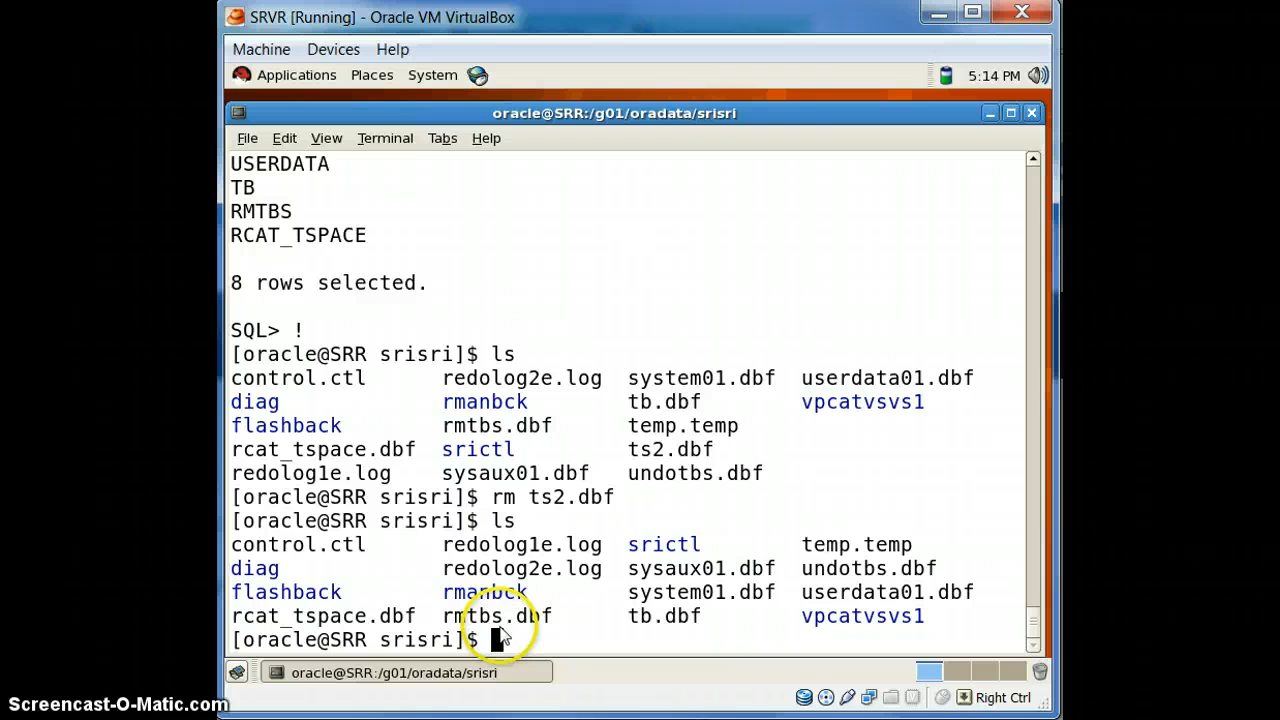 SRVR [Running] - Oracle VM VirtualBox
Machine Devices Help
Applications Places System 5:14 PM
oracle@SRR:/g01/oradata/srisri
File Edit View Terminal Tabs Help
USERDATA
TB
RMTBS
RCAT_TSPACE
8 rows selected.
SQL> !
[oracle@SRR srisri]$ ls
control.ctl redolog2e.log system01.dbf userdata01.dbf
diag rmanbck tb.dbf vpcatvsvs1
flashback rmtbs.dbf temp.temp
rcat_tspace.dbf srictl ts2.dbf
redolog1e.log sysaux01.dbf undotbs.dbf
[oracle@SRR srisri]$ rm ts2.dbf
[oracle@SRR srisri]$ ls
control.ctl redolog1e.log srictl temp.temp
diag redolog2e.log sysaux01.dbf undotbs.dbf
flashback rmanbck system01.dbf userdata01.dbf
rcat_tspace.dbf rmtbs.dbf tb.dbf vpcatvsvs1
[oracle@SRR srisri]$
oracle@SRR:/g01/oradata/srisri
Right Ctrl
Screencast-O-Matic.com